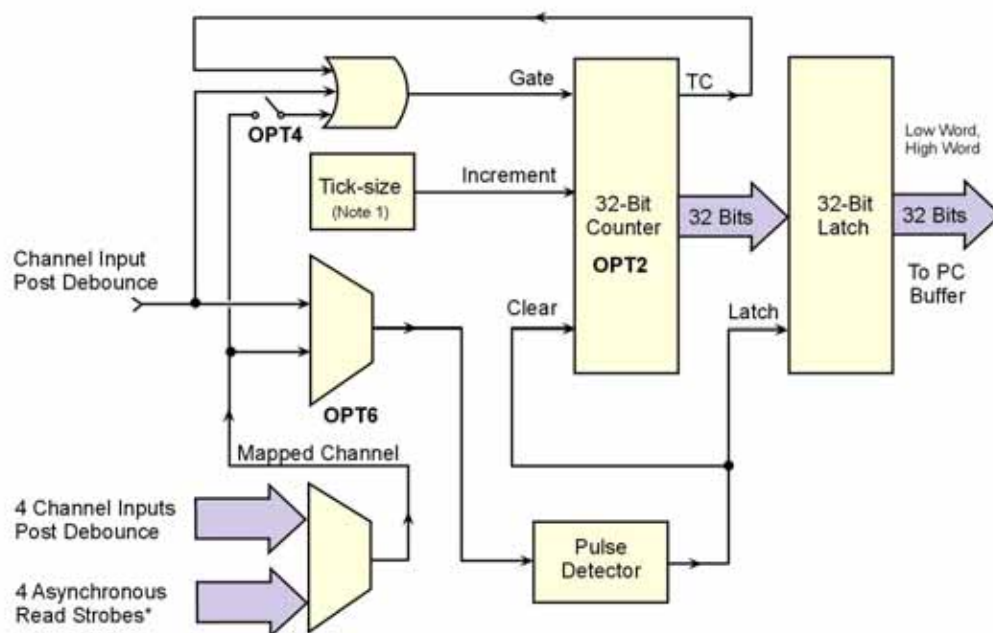 Gate
TC
OPT4
Low Word,
High Word
Tick-size
(Note 1)
Increment
32-Bit
Counter
OPT2
32 Bits
32-Bit
Latch
32 Bits
Channel Input
Post Debounce
To PC
Buffer
Clear
Latch
OPT6
Mapped Channel
4 Channel Inputs
Post Debounce
Pulse
Detector
4 Asynchronous
Read Strobes*